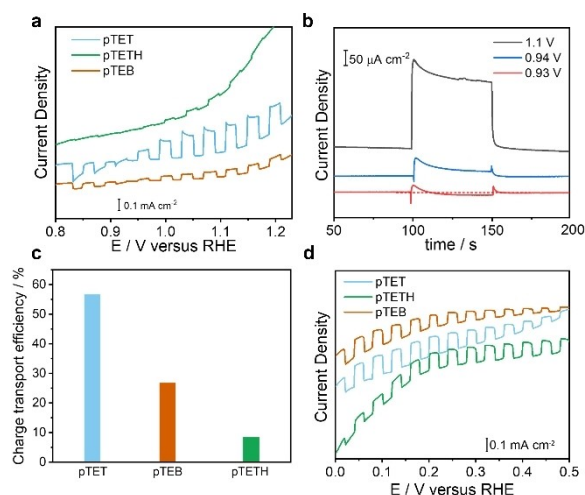 a
pTET
pTETH
pTEB
Current Density
0.1 mA cm⁻²
0.8 0.9 1.0 1.1 1.2
E / V versus RHE
b
50 μA cm⁻²
1.1 V
0.94 V
0.93 V
Current Density
50 100 150 200
time / s
c
Charge transport efficiency / %
60
50
40
30
20
10
0
pTET pTEB pTETH
d
pTET
pTETH
pTEB
Current Density
0.1 mA cm⁻²
0.0 0.1 0.2 0.3 0.4 0.5
E / V versus RHE